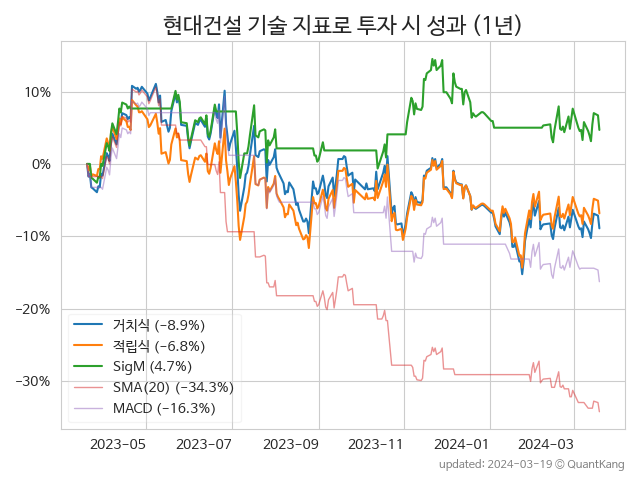 현대건설 기술 지표로 투자 시 성과 (1년)
10%
0%
−10%
−20%
−30%
거치식 (−8.9%)
적립식 (−6.8%)
SigM (4.7%)
SMA(20) (−34.3%)
MACD (−16.3%)
2023-05 2023-07 2023-09 2023-11 2024-01 2024-03
updated: 2024-03-19 © QuantKang